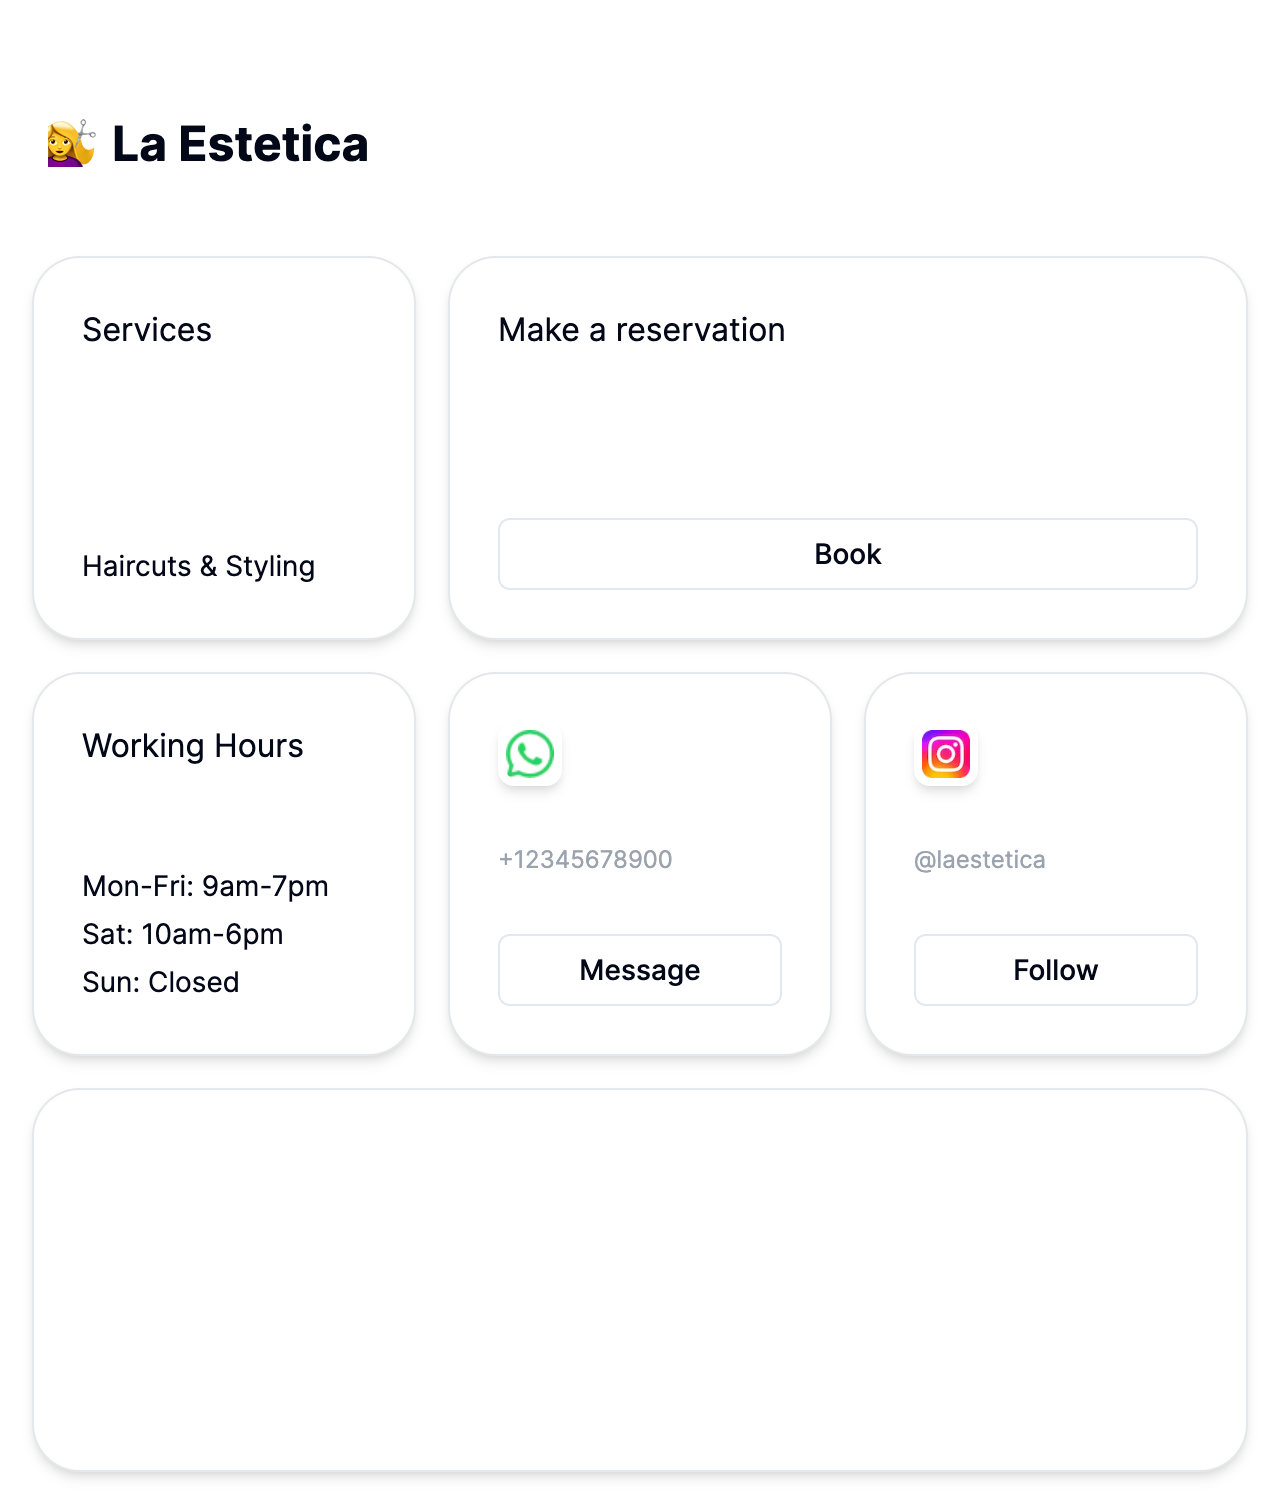 La Estetica
Services
Make a reservation
Haircuts & Styling
Book
Working Hours
Mon-Fri: 9am-7pm
Sat: 10am-6pm
Sun: Closed
+12345678900
Message
@laestetica
Follow